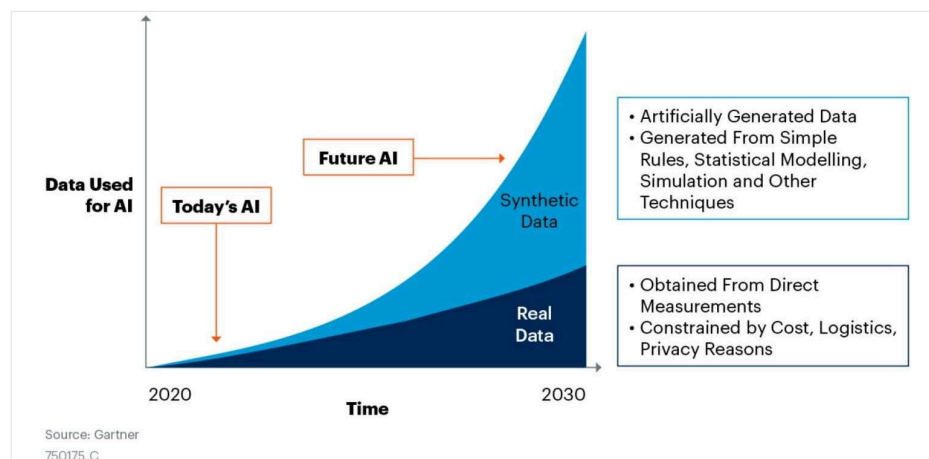 Data Used
for AI
Today's AI
Future AI
Synthetic
Data
Real
Data
• Artificially Generated Data
• Generated From Simple
Rules, Statistical Modelling,
Simulation and Other
Techniques
• Obtained From Direct
Measurements
• Constrained by Cost, Logistics,
Privacy Reasons
2020
2030
Time
Source: Gartner
750175_C